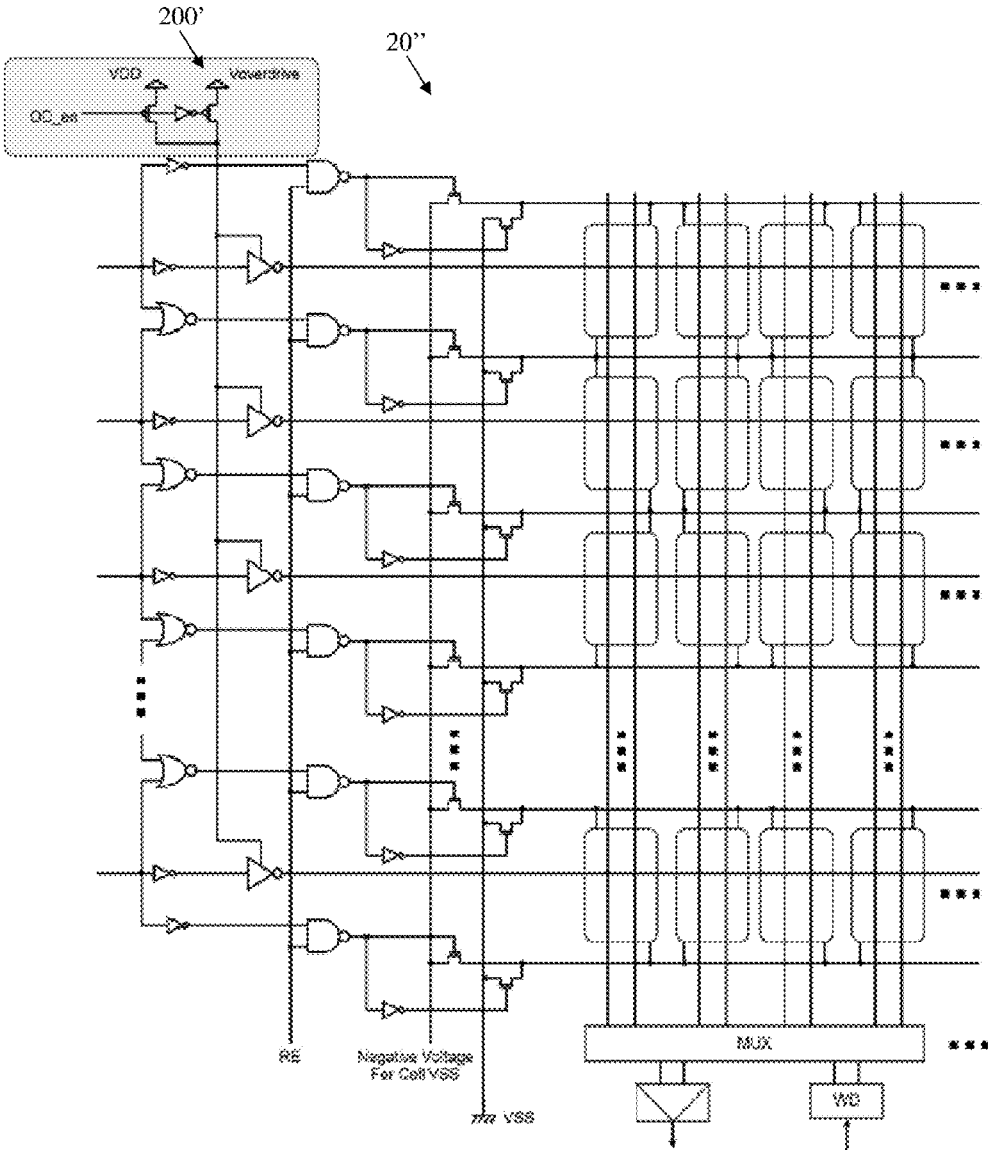 200’
20’’
VDD
Voverdrive
OC_en
RE
Negative Voltage
For Cell VSS
VSS
MUX
WD